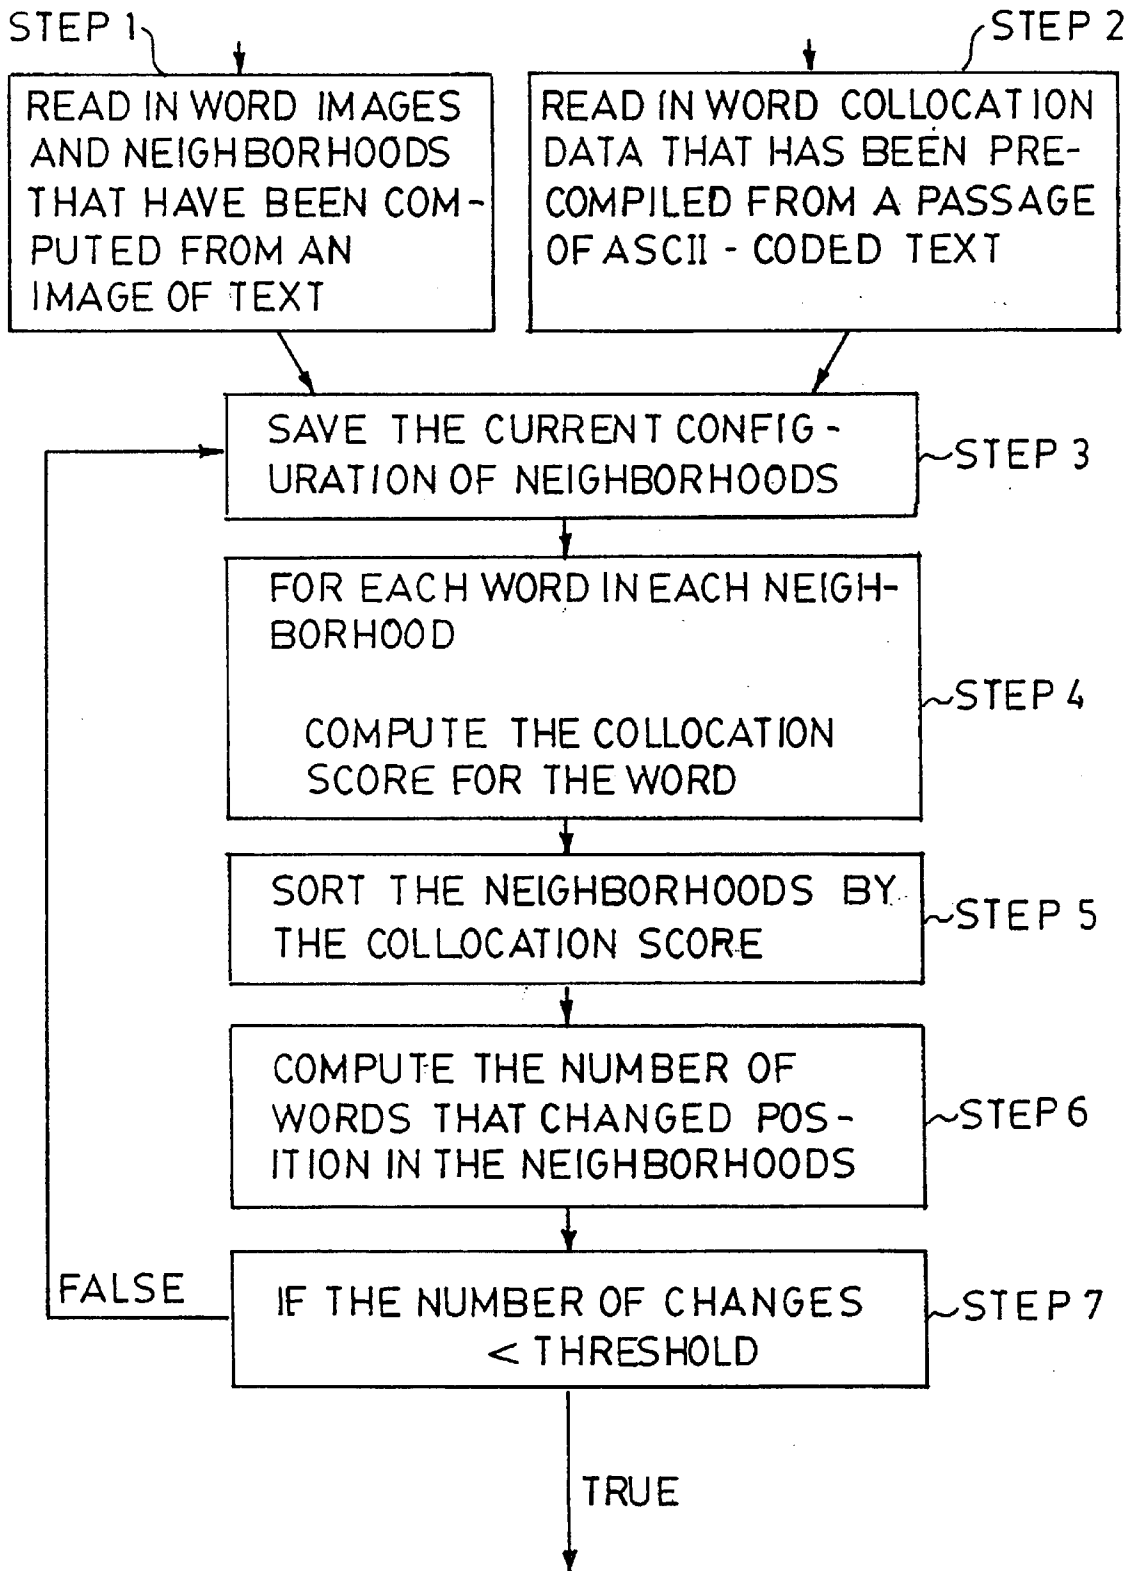 STEP 1
STEP 2
READ IN WORD IMAGES
AND NEIGHBORHOODS
THAT HAVE BEEN COM-
PUTED FROM AN
IMAGE OF TEXT
READ IN WORD COLLOCATION
DATA THAT HAS BEEN PRE-
COMPILED FROM A PASSAGE
OF ASCII - CODED TEXT
SAVE THE CURRENT CONFIG-
URATION OF NEIGHBORHOODS
STEP 3
FOR EACH WORD IN EACH NEIGH-
BORHOOD
COMPUTE THE COLLOCATION
SCORE FOR THE WORD
STEP 4
SORT THE NEIGHBORHOODS BY
THE COLLOCATION SCORE
STEP 5
COMPUTE THE NUMBER OF
WORDS THAT CHANGED POS-
ITION IN THE NEIGHBORHOODS
STEP 6
FALSE
IF THE NUMBER OF CHANGES
< THRESHOLD
STEP 7
TRUE